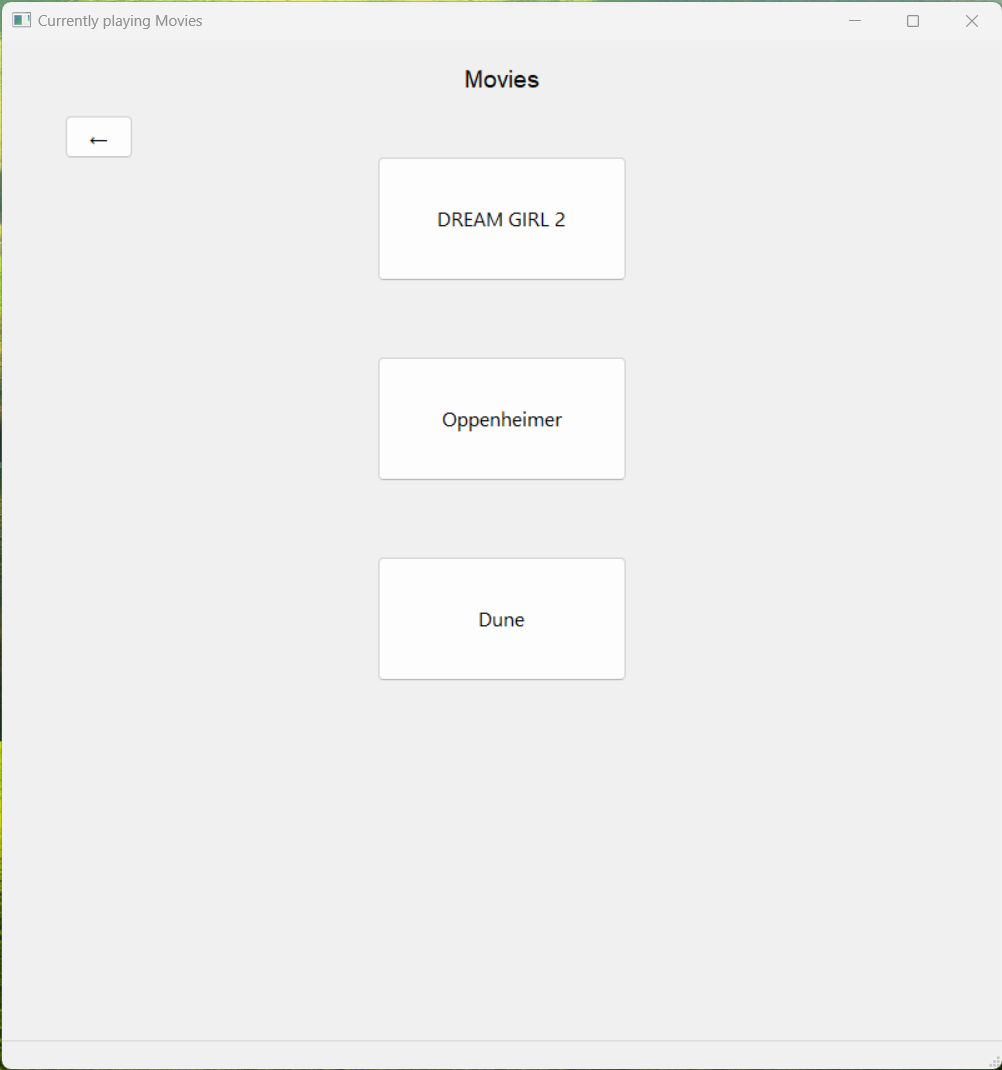 Currently playing Movies
Movies
←
DREAM GIRL 2
Oppenheimer
Dune